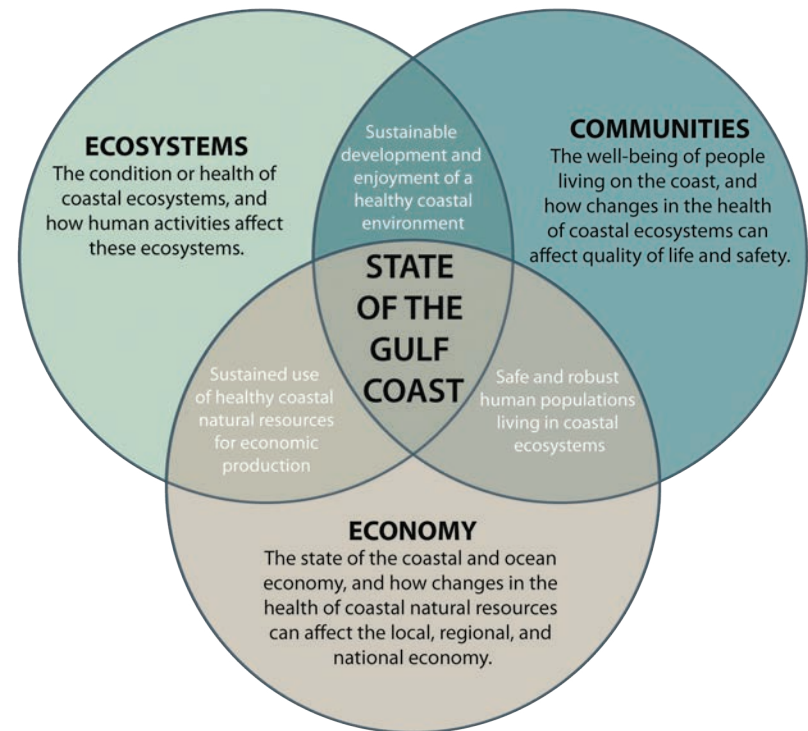 ECOSYSTEMS
The condition or health of
coastal ecosystems, and
how human activities affect
these ecosystems.
Sustainable
development and
enjoyment of a
healthy coastal
environment
COMMUNITIES
The well-being of people
living on the coast, and
how changes in the health
of coastal ecosystems can
affect quality of life and safety.
STATE
OF THE
GULF
COAST
Sustained use
of healthy coastal
natural resources
for economic
production
Safe and robust
human populations
living in coastal
ecosystems
ECONOMY
The state of the coastal and ocean
economy, and how changes in the
health of coastal natural resources
can affect the local, regional, and
national economy.